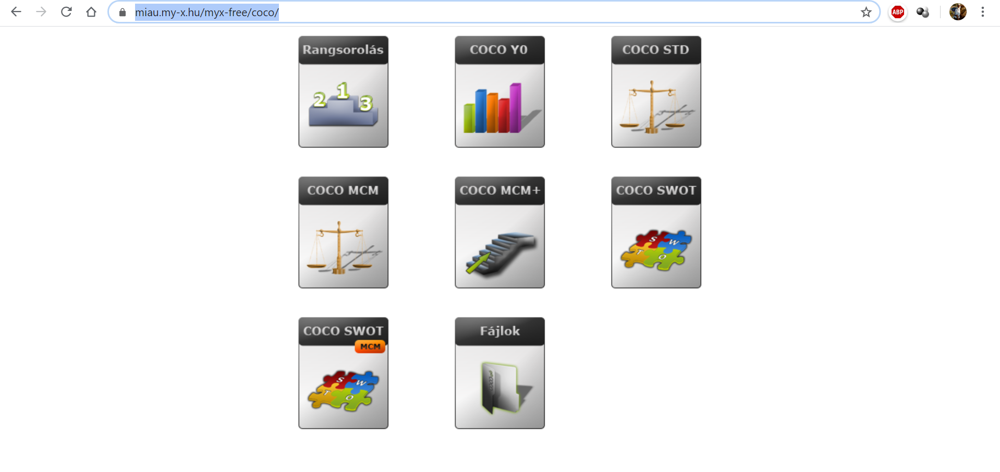 miau.my-x.hu/myx-free/coco/
ABP
Rangsorolás
COCO Y0
COCO STD
2 1 3
COCO MCM
COCO MCM+
COCO SWOT
S W
T O
COCO SWOT
MCM
Fájlok
S W
T O